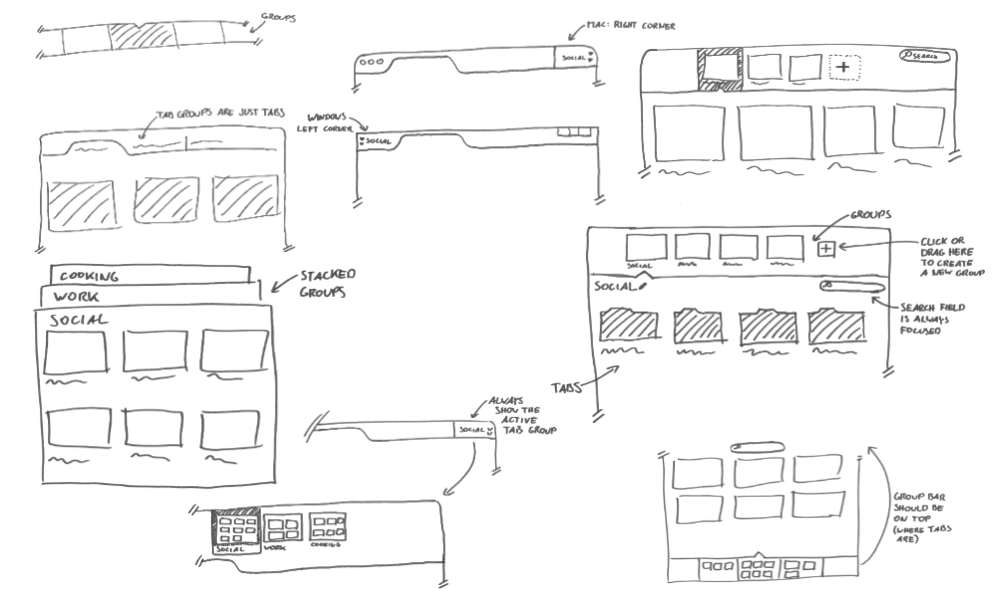 GROUPS
MAC: RIGHT CORNER
SOCIAL
SEARCH
TAB GROUPS ARE JUST TABS
WINDOWS
LEFT CORNER
SOCIAL
GROUPS
CLICK OR
DRAG HERE
TO CREATE
A NEW GROUP
SOCIAL
SOCIAL
SEARCH FIELD
IS ALWAYS
FOCUSED
TABS
COOKING
WORK
SOCIAL
STACKED
GROUPS
ALWAYS
SHOW THE
ACTIVE
TAB GROUP
SOCIAL
SOCIAL
WORK
COOKING
GROUP BAR
SHOULD BE
ON TOP
(WHERE TABS
ARE)